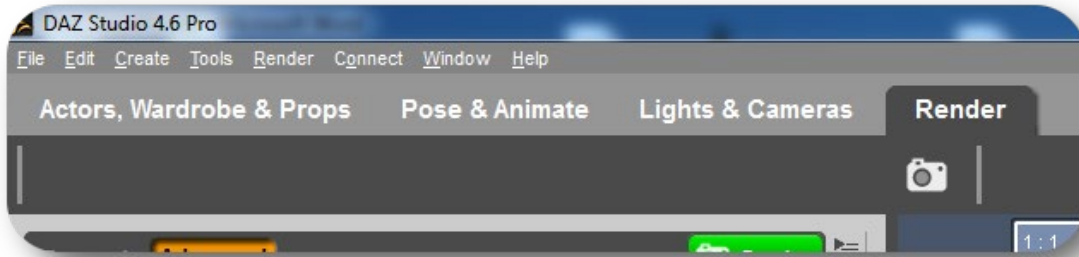 DAZ Studio 4.6 Pro
File Edit Create Tools Render Connect Window Help
Actors, Wardrobe & Props Pose & Animate Lights & Cameras Render
1 : 1